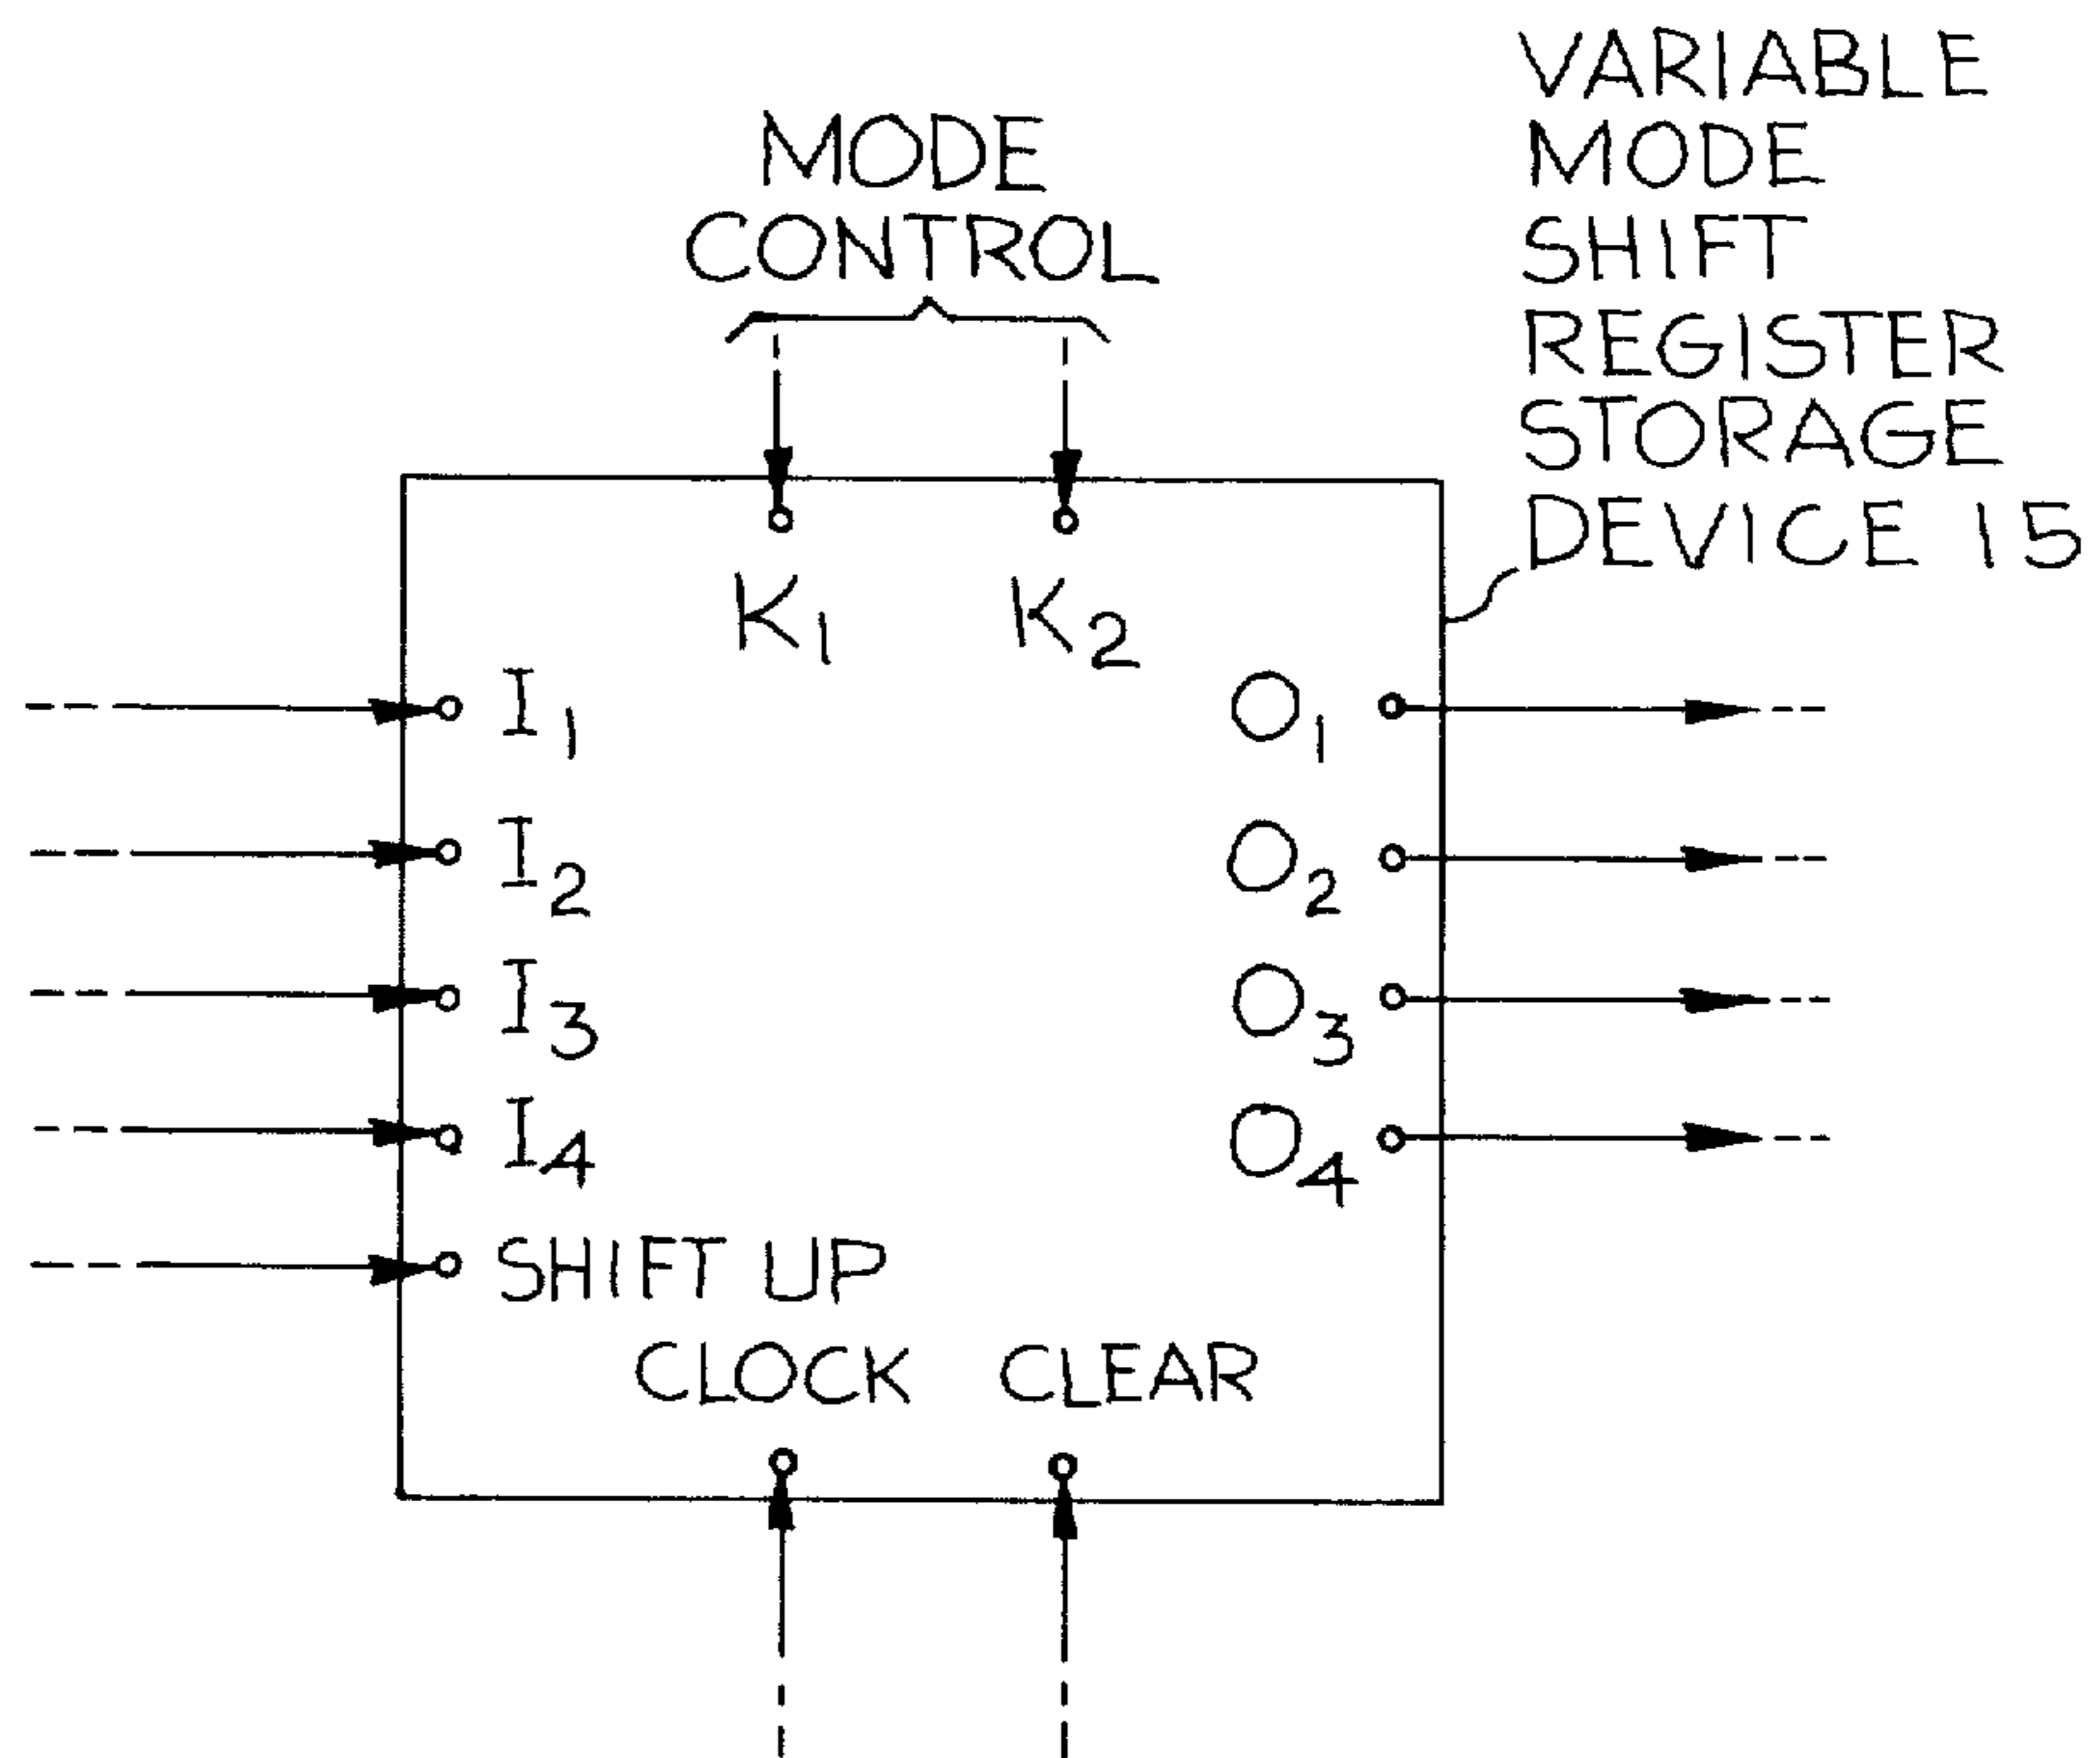 VARIABLE
MODE
SHIFT
REGISTER
STORAGE
DEVICE 15
MODE
CONTROL
K1 K2
I1 O1
I2 O2
I3 O3
I4 O4
SHIFT UP
CLOCK CLEAR